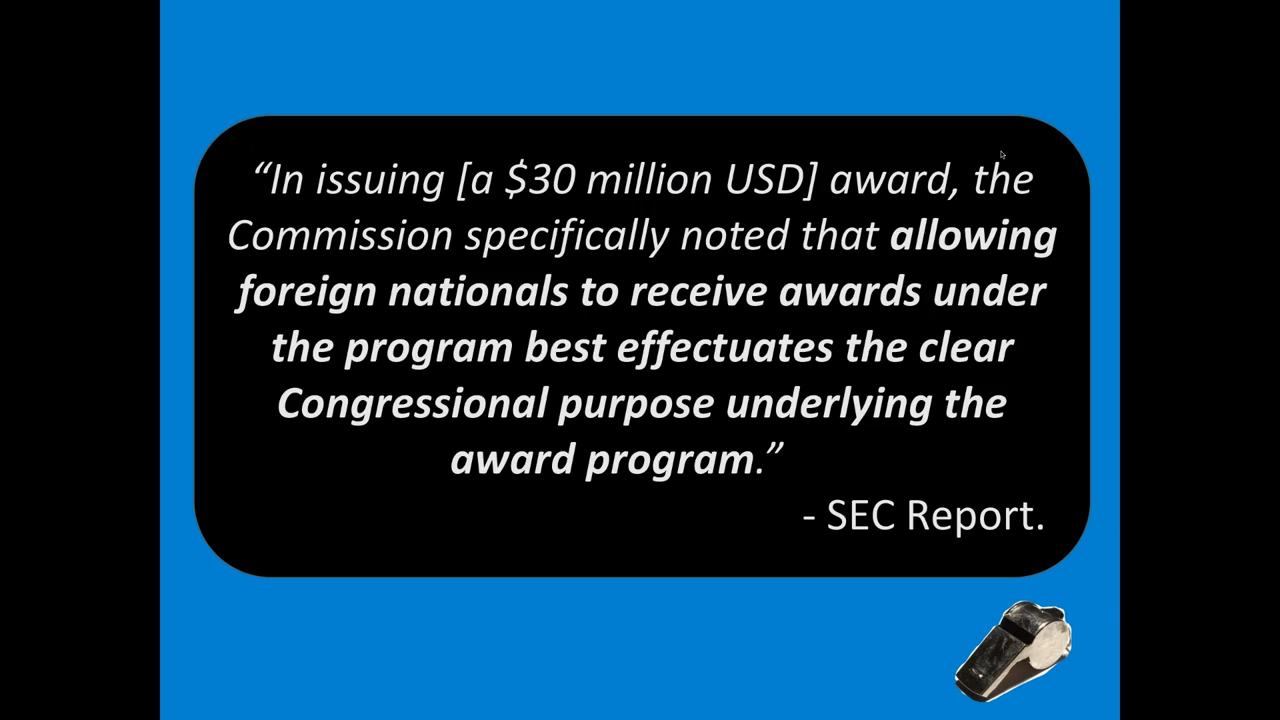 “In issuing [a $30 million USD] award, the
Commission specifically noted that allowing
foreign nationals to receive awards under
the program best effectuates the clear
Congressional purpose underlying the
award program.”
- SEC Report.